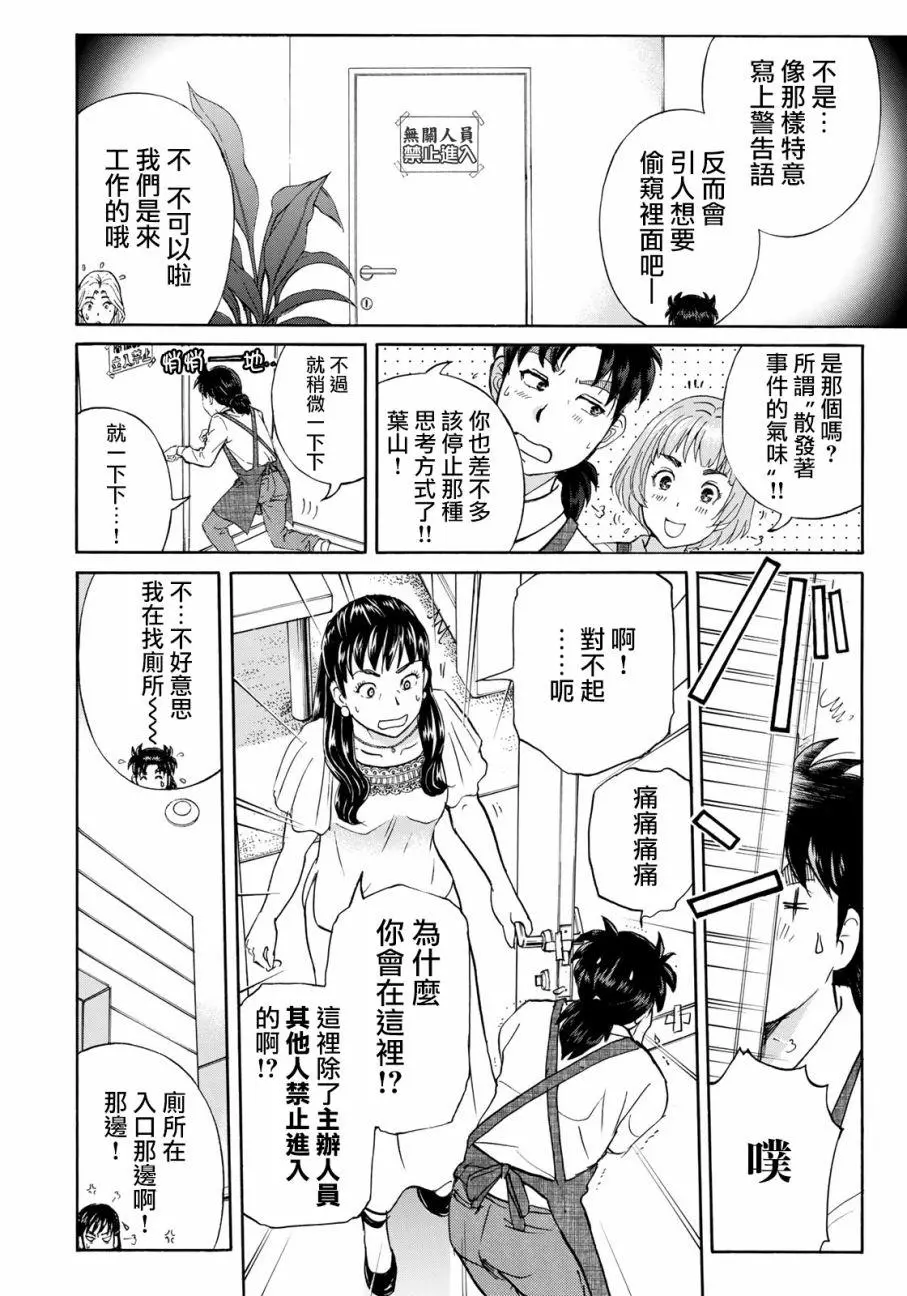 不是⋯
像那樣特意
寫上警告語
反而會
引人想要
偷窺裡面吧—
無關人員
禁止進入
不 不可以啦
我們是來
工作的哦
是那個嗎?
所謂"散發著
事件的氣味"!!
你也差不多
該停止那種
思考方式了!!
葉山!
不過
就稍微一下下
悄悄—地⋯
就一下下⋯!
噗
啊!
對不起
⋯⋯呃
痛痛痛痛
為什麼
你會在這裡!?
這裡除了主辦人員
其他人禁止進入
的啊!?
不⋯不好意思
我在找廁所~~
廁所在
入口那邊啊!
那邊!